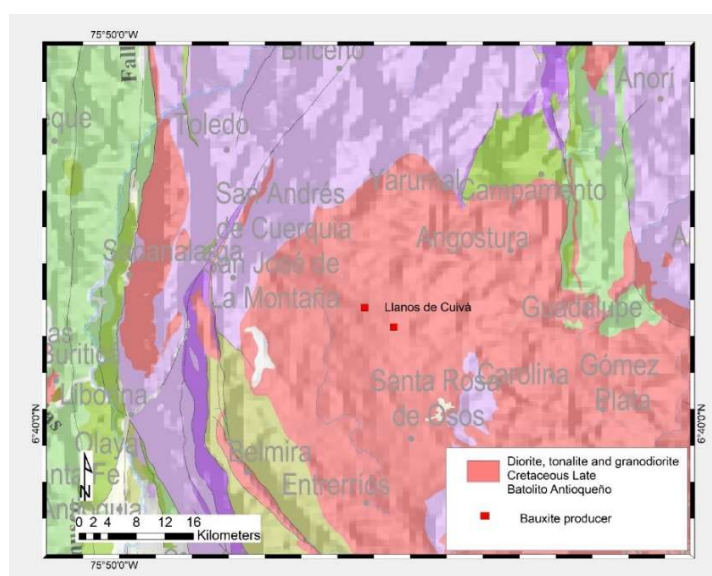 75°50'0"W
Fall
Briceño
Anorí
que
Toledo
San Andrés
de Cuerquia
Yarumal
Campamento
Angostura
Sabanalarga
San José de
La Montaña
Llanos de Cuivá
Guadalupe
Buriticá
Liborina
Santa Rosa
de Osos
Carolina
Gómez
Plata
6°40'0"N
6°40'0"N
Olaya
Belmira
Entrerríos
N
0 2 4 8 12 16
Kilometers
Diorite, tonalite and granodiorite
Cretaceous Late
Batolito Antioqueño
Bauxite producer
75°50'0"W